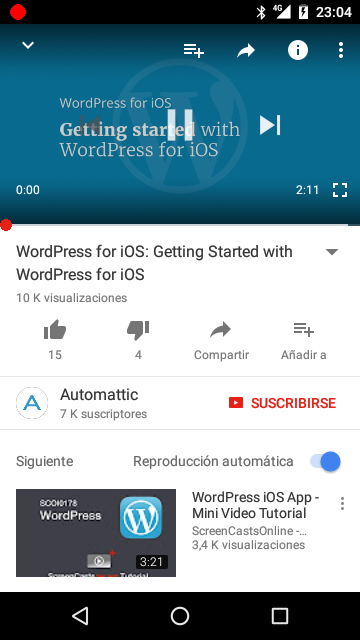 4G
23:04
WordPress for iOS
Getting started with
WordPress for iOS
0:00
2:11
WordPress for iOS: Getting Started with
WordPress for iOS
10 K visualizaciones
15
4
Compartir
Añadir a
Automattic
7 K suscriptores
SUSCRIBIRSE
Siguiente
Reproducción automática
SCOI0178
WordPress
3:21
ScreenCastsOnline Tutorial
WordPress iOS App -
Mini Video Tutorial
ScreenCastsOnline -...
3,4 K visualizaciones